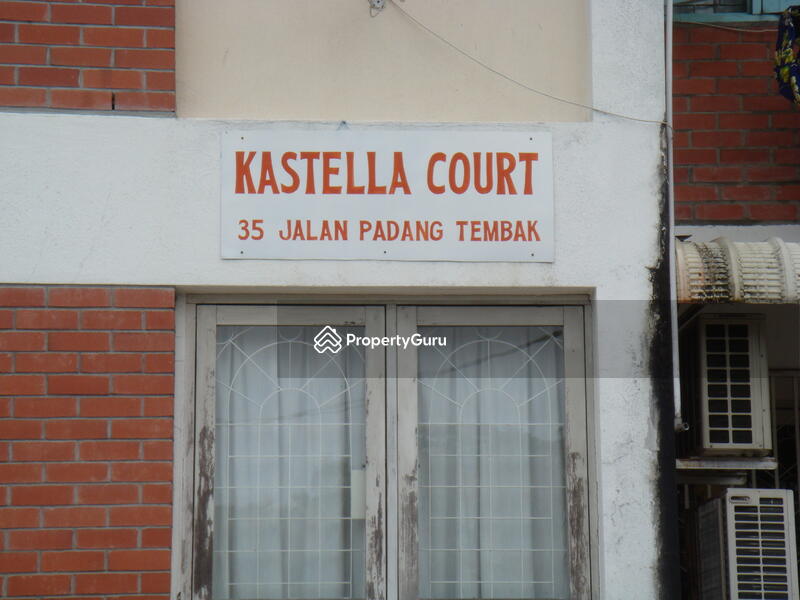 KASTELLA COURT
35 JALAN PADANG TEMBAK
PropertyGuru